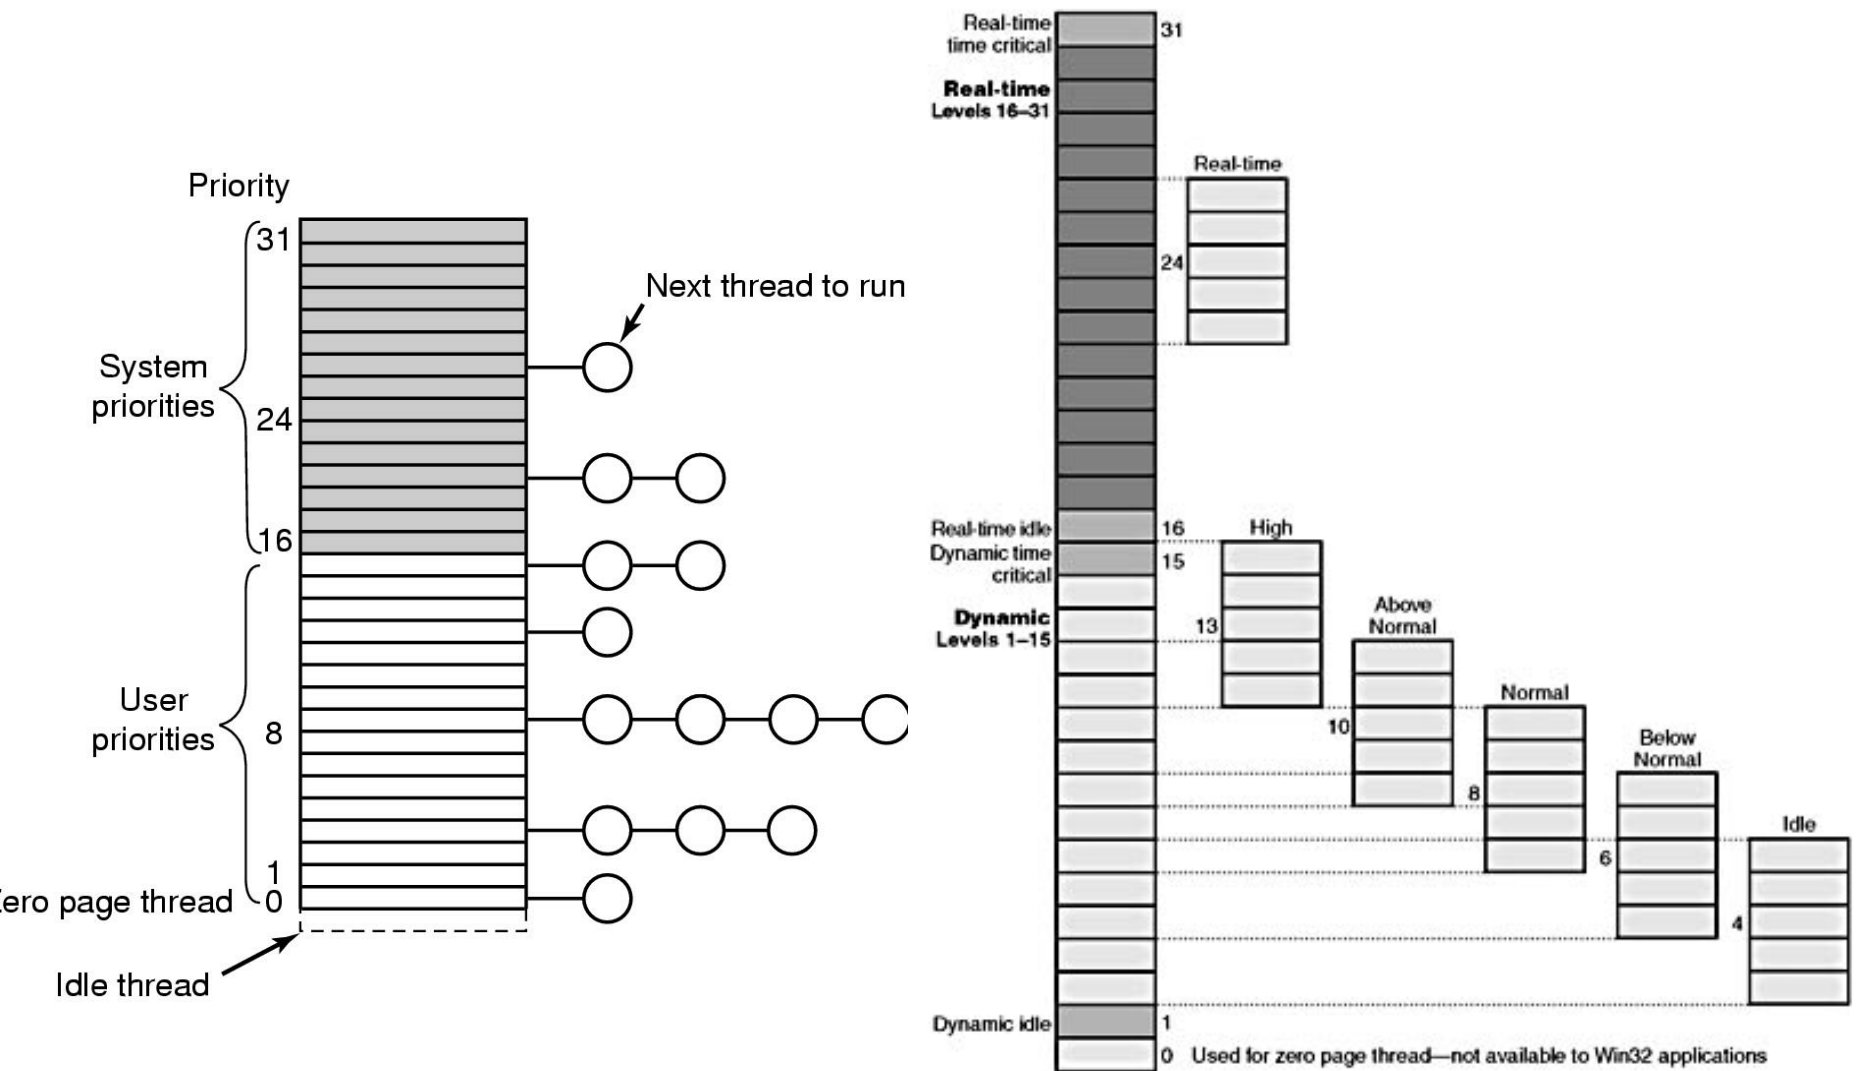 Priority
31
System
priorities
24
16
User
priorities
8
1
0
Zero page thread
Idle thread
Next thread to run
Real-time
time critical
31
Real-time
Levels 16–31
Real-time
24
Real-time idle
16
Dynamic time
critical
15
High
13
Dynamic
Levels 1–15
Above
Normal
10
Normal
8
Below
Normal
6
Idle
4
Dynamic idle
1
0 Used for zero page thread—not available to Win32 applications